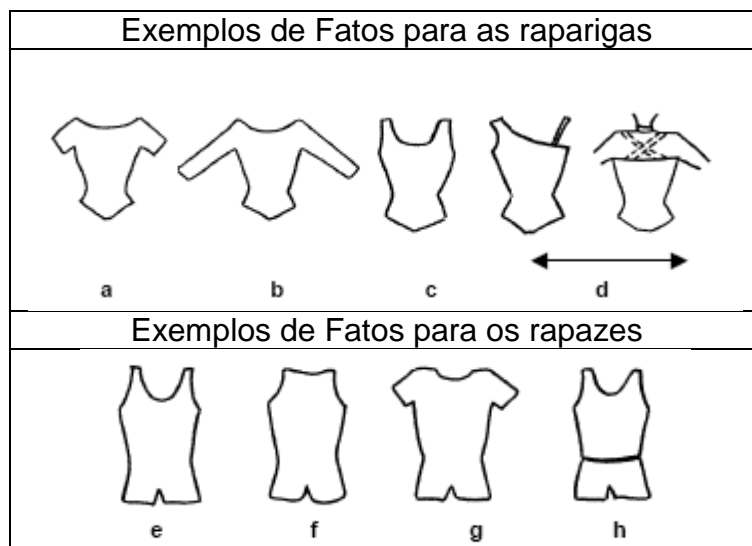 Exemplos de Fatos para as raparigas
a b c d
Exemplos de Fatos para os rapazes
e f g h